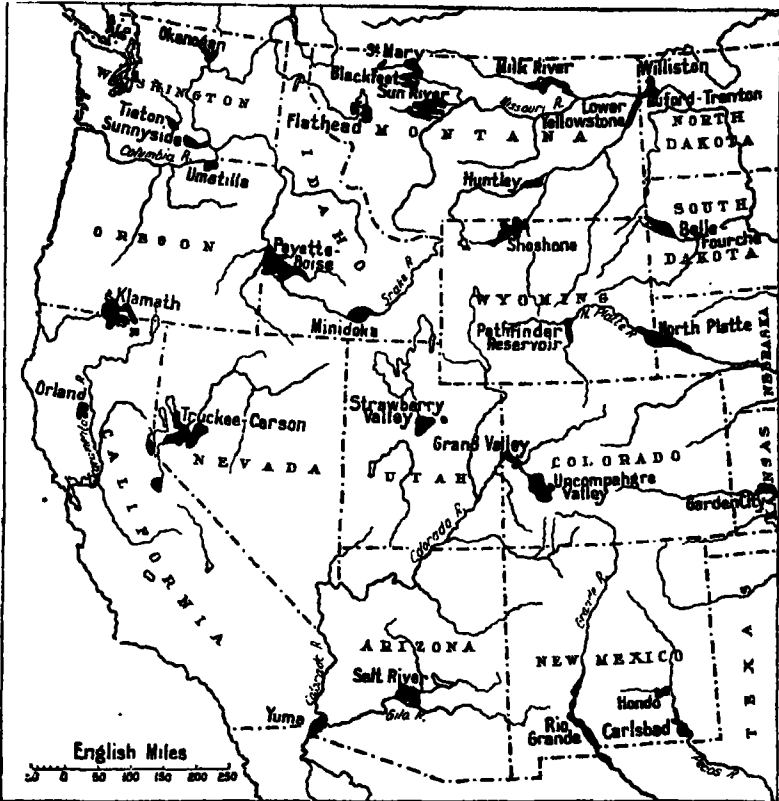 Okanogan
WASHINGTON
Tieton
Sunnyside
Columbia R.
Umatilla
St Mary
Blackfeet
Sun River
Flathead
MONTANA
Milk River
Missouri R.
Lower
Yellowstone
Williston
Buford-Trenton
NORTH
DAKOTA
Huntley
IDAHO
OREGON
Payette-
Boise
Snake R.
Minidoka
Klamath
Shoshone
SOUTH
DAKOTA
Belle
Fourche
WYOMING
Pathfinder
Reservoir
N. Platte R.
North Platte
NEBRASKA
Orland
Sacramento R.
CALIFORNIA
Truckee-Carson
NEVADA
Strawberry
Valley
UTAH
Grand Valley
COLORADO
Uncompahgre
Valley
Garden City
KANSAS
Colorado R.
ARIZONA
Salt River
Gila R.
Yuma
Grande R.
NEW MEXICO
Hondo
Carlsbad
Rio
Grande
Pecos R.
TEXAS
English Miles
50 0 50 100 150 200 250